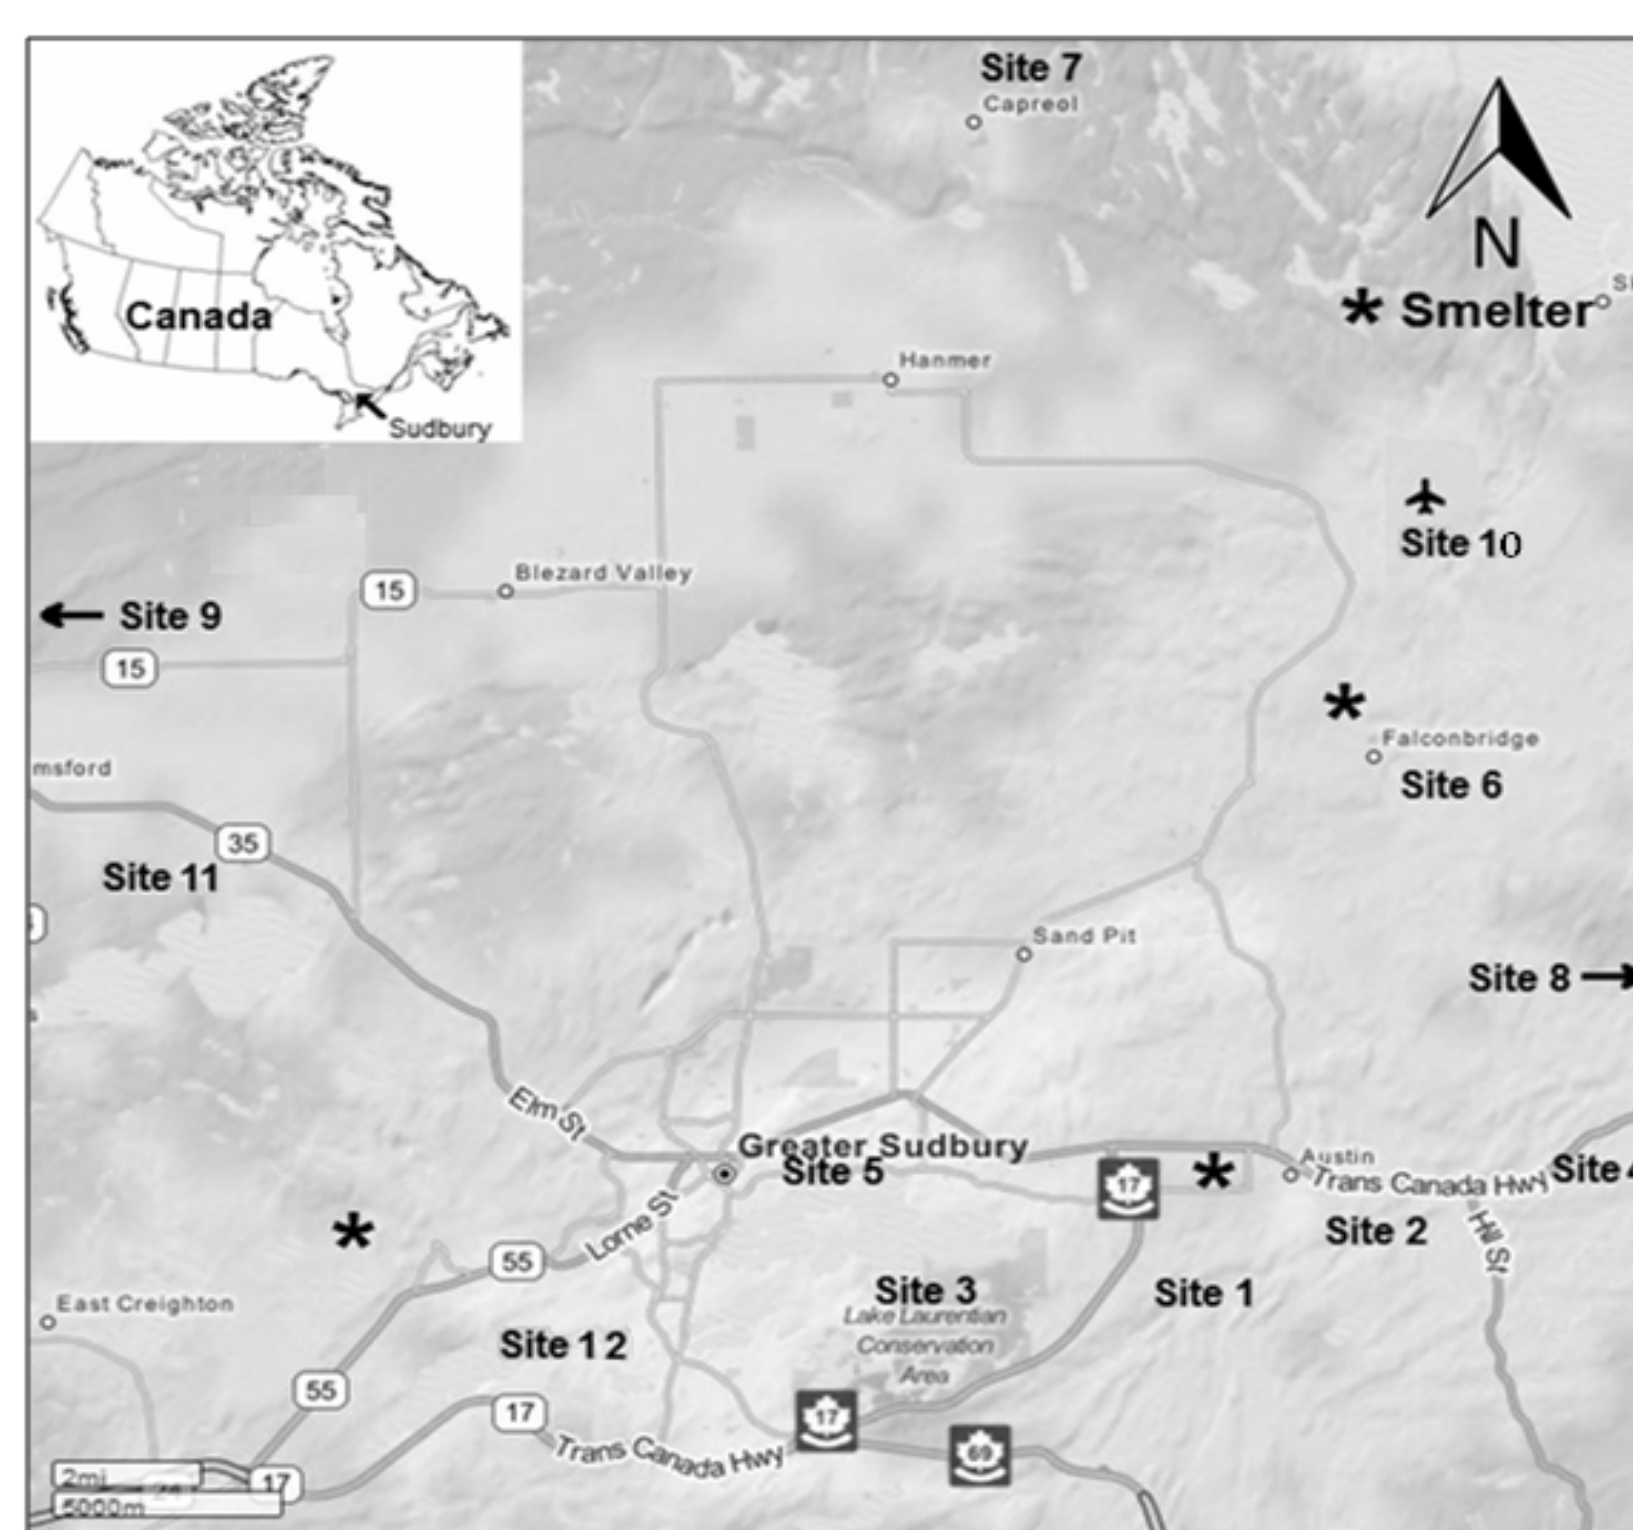 Site 7
Capreol
N
* Smelter
Canada
Sudbury
Hanmer
Site 10
Blezard Valley
15
Site 9
15
Falconbridge
Site 6
msford
35
Site 11
Sand Pit
Site 8
Elm St
Greater Sudbury
Site 5
Austin
Trans Canada Hwy
Site 4
17
Site 2
Hill St
Lorne St
55
Site 3
Site 1
Lake Laurentian
Conservation
Area
East Creighton
Site 12
55
17
17
Trans Canada Hwy
69
2mi
17
5000m